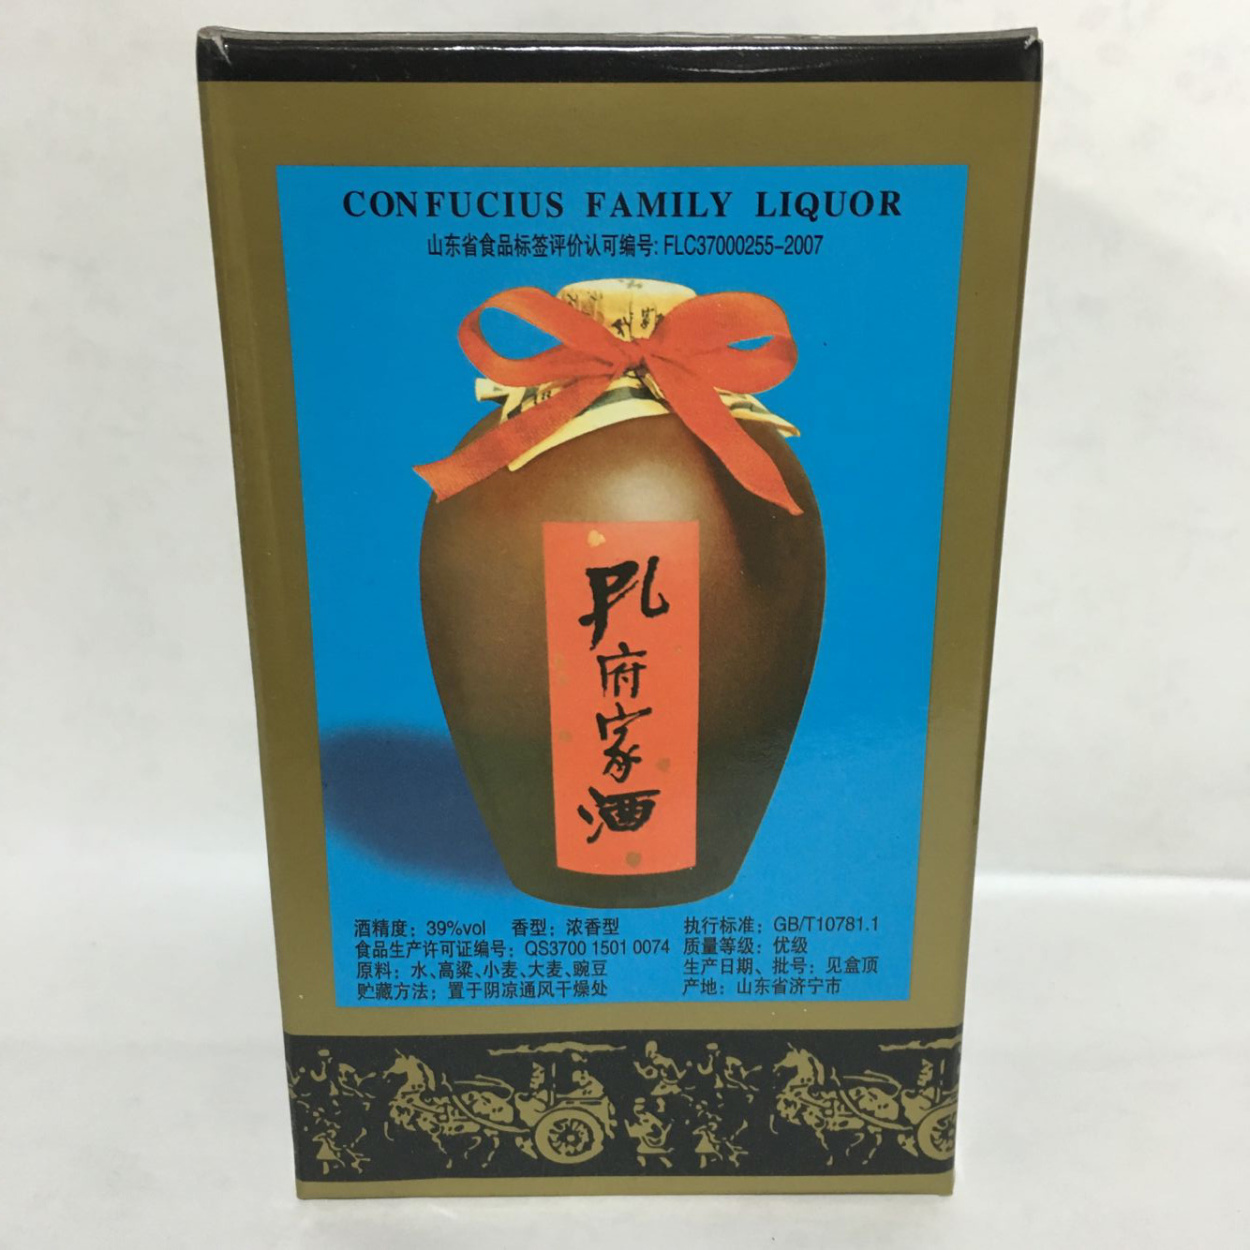 CONFUCIUS FAMILY LIQUOR
山东省食品标签评价认可编号: FLC37000255-2007
孔府家酒
酒精度：39%vol 香型：浓香型
食品生产许可证编号：QS3700 1501 0074
原料：水、高粱、小麦、大麦、豌豆
贮藏方法：置于阴凉通风干燥处
执行标准：GB/T10781.1
质量等级：优级
生产日期、批号：见盒顶
产地：山东省济宁市